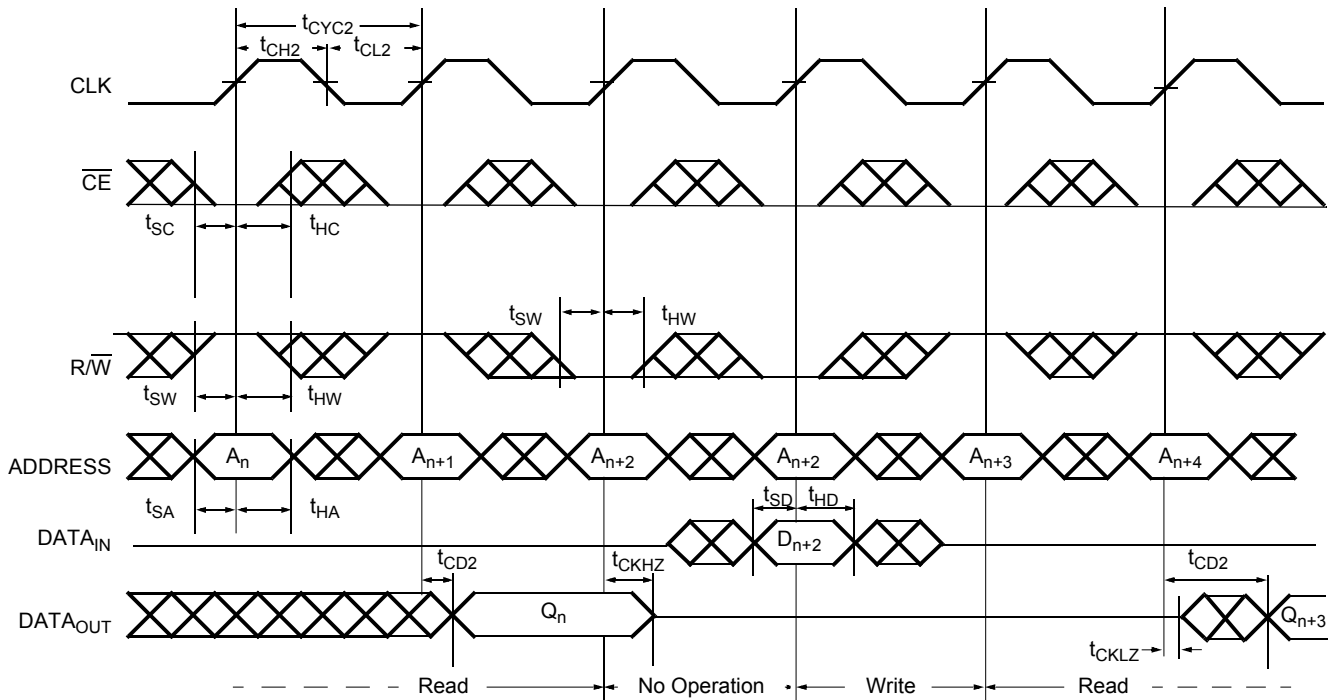 tCYC2
tCH2 tCL2
CLK
CE
tSC tHC
tSW tHW
R/W
tSW tHW
An An+1 An+2 An+2 An+3 An+4
ADDRESS
tSA tHA tSD tHD
DATAIN Dn+2
tCD2 tCKHZ tCD2
DATAOUT Qn Qn+3
tCKLZ
Read No Operation Write Read